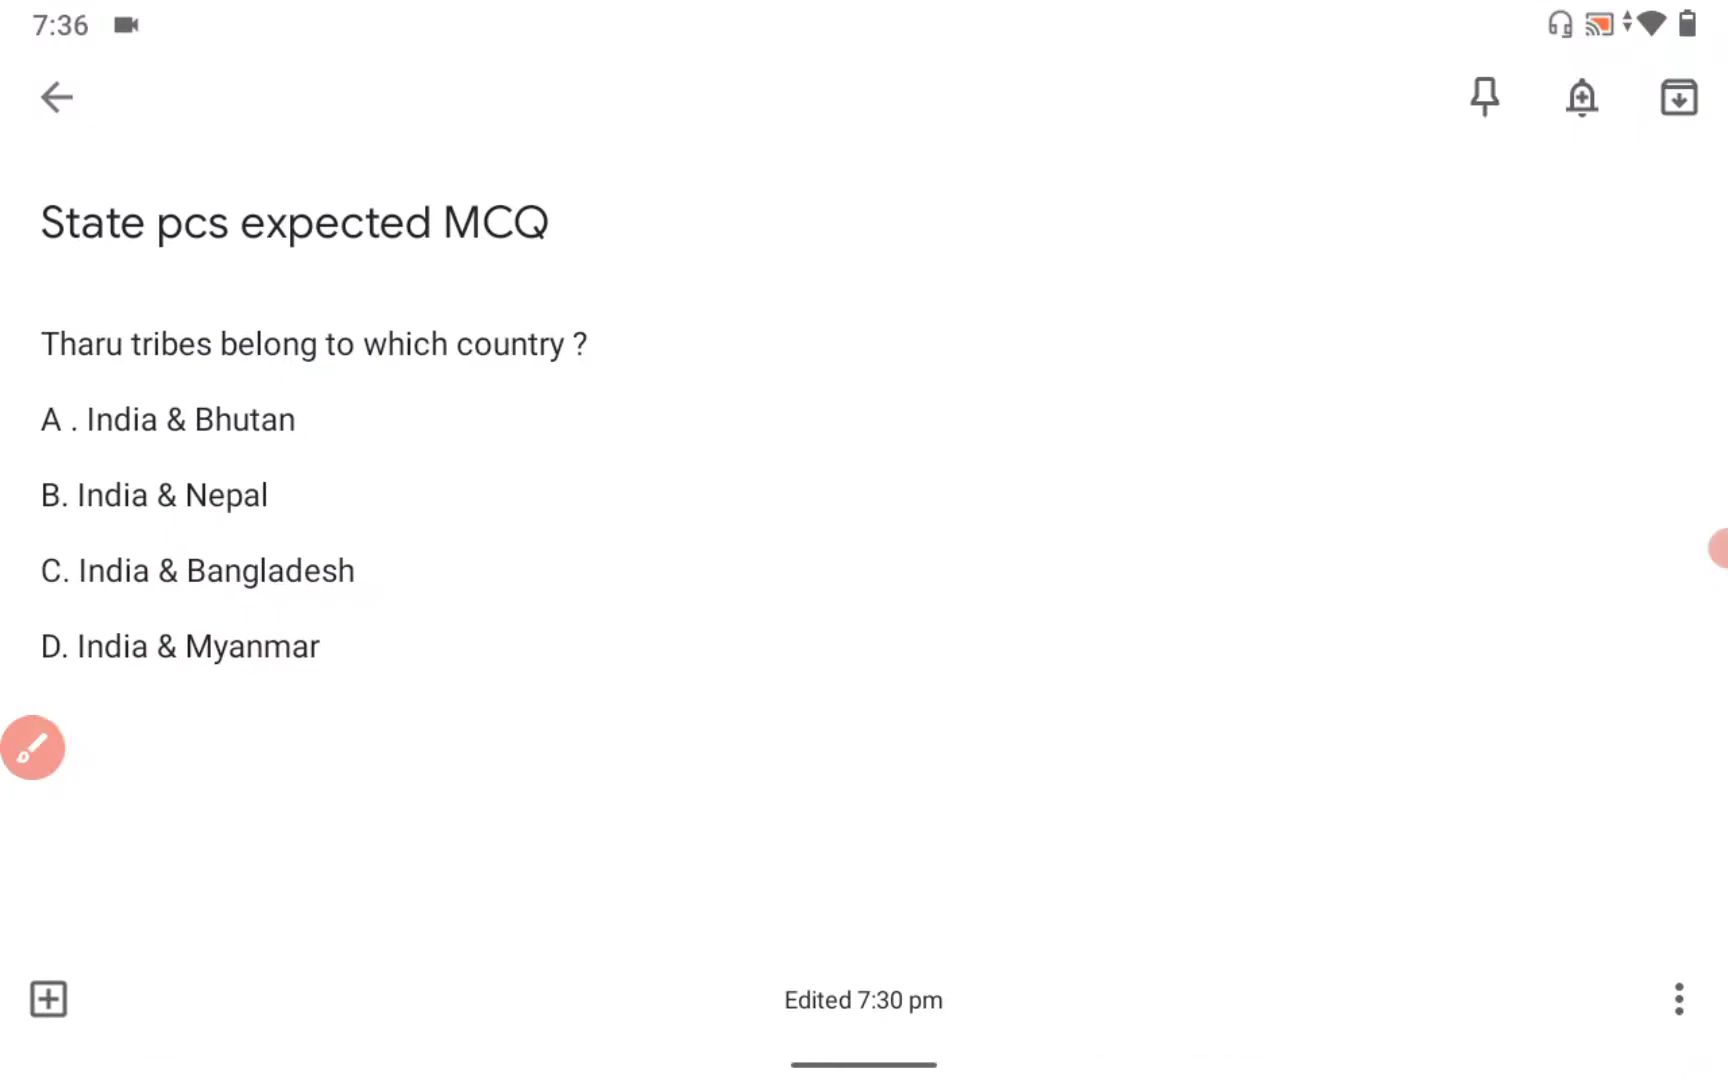 7:36
State pcs expected MCQ
Tharu tribes belong to which country ?
A . India & Bhutan
B. India & Nepal
C. India & Bangladesh
D. India & Myanmar
Edited 7:30 pm